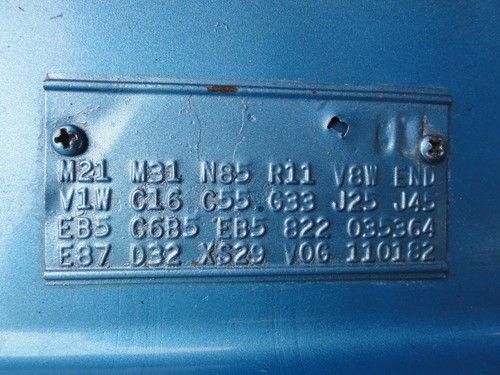 M21 M31 N85 R11 V8W END
V1W C16 C55 G33 J25 J45
EB5 G6B5 EB5 822 035364
E87 D32 XS29 V06 110182